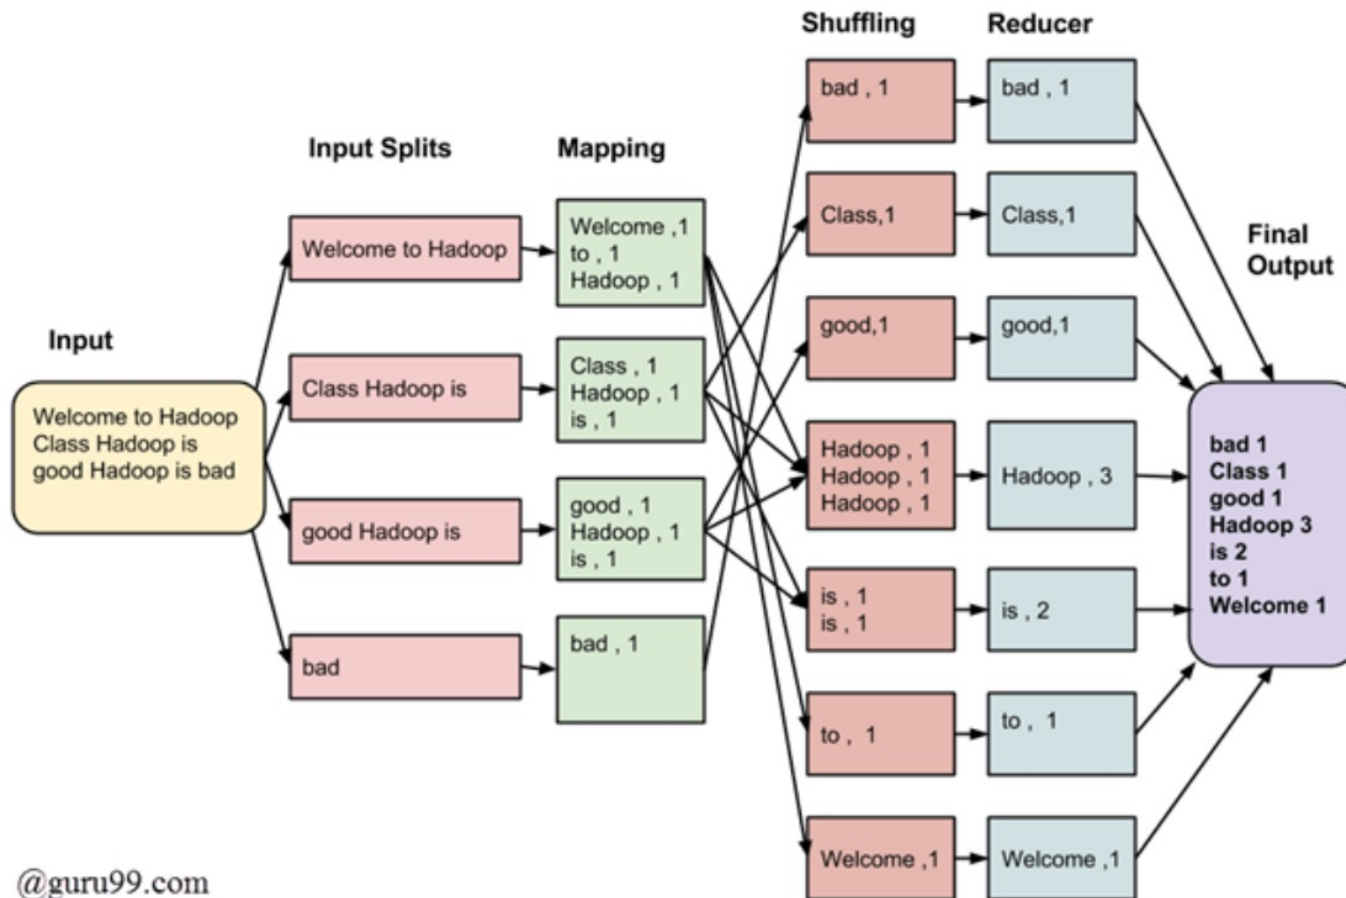 Shuffling
Reducer
Input Splits
Mapping
Input
Final
Output
Welcome to Hadoop
Class Hadoop is
good Hadoop is bad
Welcome to Hadoop
Class Hadoop is
good Hadoop is
bad
Welcome ,1
to , 1
Hadoop , 1
Class , 1
Hadoop , 1
is , 1
good , 1
Hadoop , 1
is , 1
bad , 1
bad , 1
Class,1
good,1
Hadoop , 1
Hadoop , 1
Hadoop , 1
is , 1
is , 1
to , 1
Welcome ,1
bad , 1
Class,1
good,1
Hadoop , 3
is , 2
to , 1
Welcome ,1
bad 1
Class 1
good 1
Hadoop 3
is 2
to 1
Welcome 1
@guru99.com